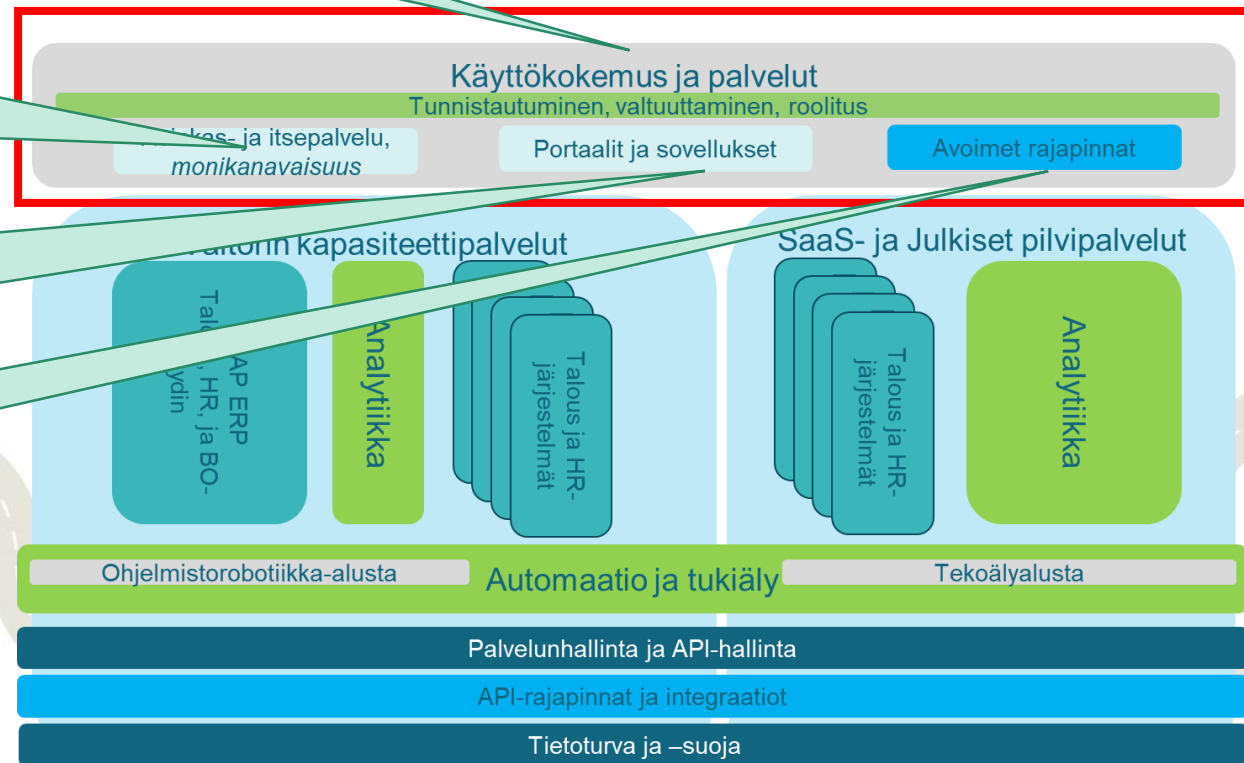 Käyttökokemus ja palvelut
Tunnistautuminen, valtuuttaminen, roolitus
ja itsepalvelu,
monikanavaisuus
Portaalit ja sovellukset
Avoimet rajapinnat
kapasiteettipalvelut
SaaS- ja Julkiset pilvipalvelut
ERP
HR, ja BO-
Analytiikka
Talous ja HR-
järjestelmät
Talous ja HR-
järjestelmät
Analytiikka
Ohjelmistorobotiikka-alusta
Automaatio ja tukiäly
Tekoälyalusta
Palvelunhallinta ja API-hallinta
API-rajapinnat ja integraatiot
Tietoturva ja –suoja